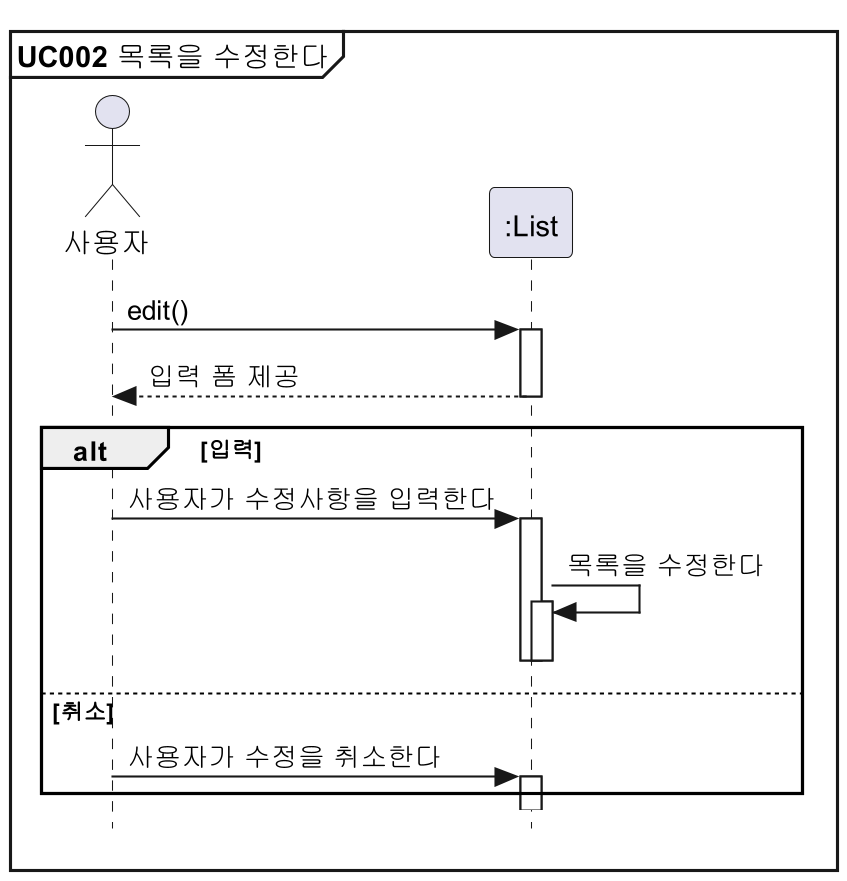 UC002 목록을 수정한다
사용자
:List
edit()
입력 폼 제공
alt [입력]
사용자가 수정사항을 입력한다
목록을 수정한다
[취소]
사용자가 수정을 취소한다